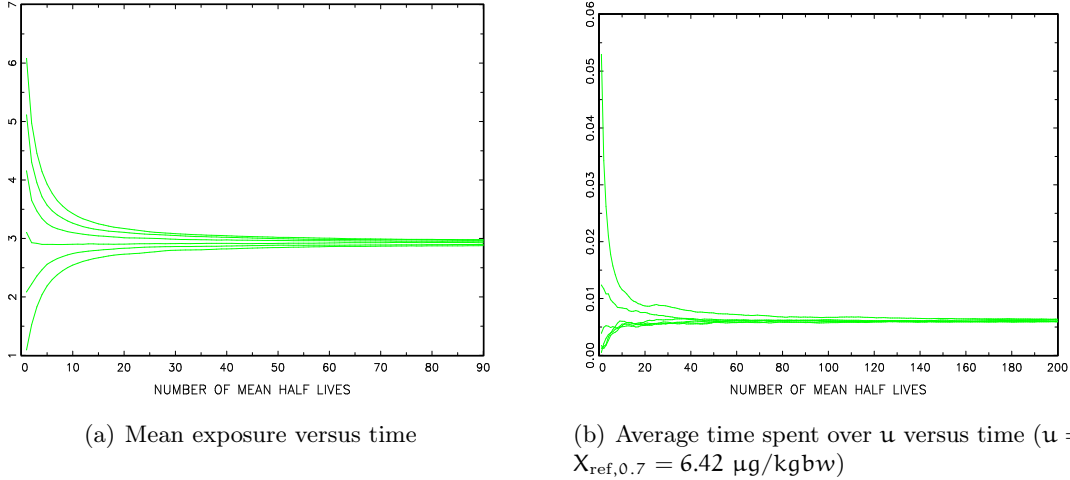 7
6
5
4
3
2
1
0 10 20 30 40 50 60 70 80 90
NUMBER OF MEAN HALF LIVES
(a) Mean exposure versus time
0.06
0.05
0.04
0.03
0.02
0.01
0.00
0 20 40 60 80 100 120 140 160 180 200
NUMBER OF MEAN HALF LIVES
(b) Average time spent over u versus time (u =
X_ref,0.7 = 6.42 μg/kgbw)